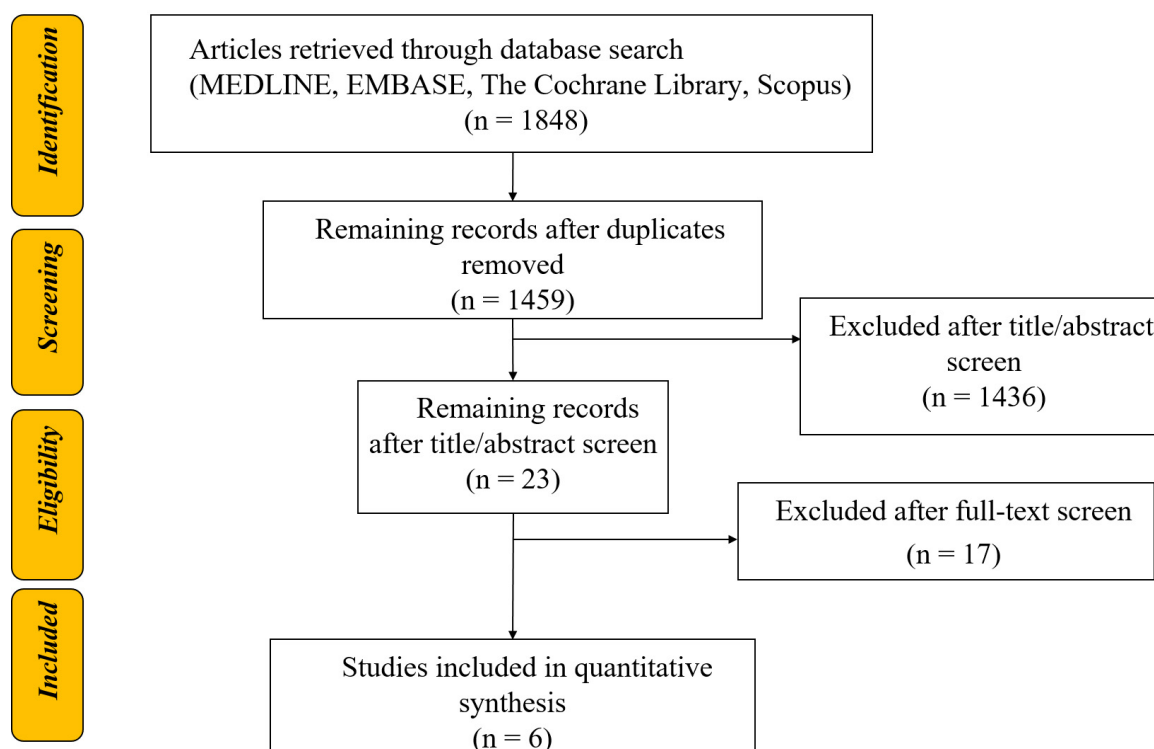 Identification
Articles retrieved through database search
(MEDLINE, EMBASE, The Cochrane Library, Scopus)
(n = 1848)
Remaining records after duplicates
removed
(n = 1459)
Screening
Excluded after title/abstract
screen
(n = 1436)
Remaining records
after title/abstract screen
(n = 23)
Eligibility
Excluded after full-text screen
(n = 17)
Included
Studies included in quantitative
synthesis
(n = 6)